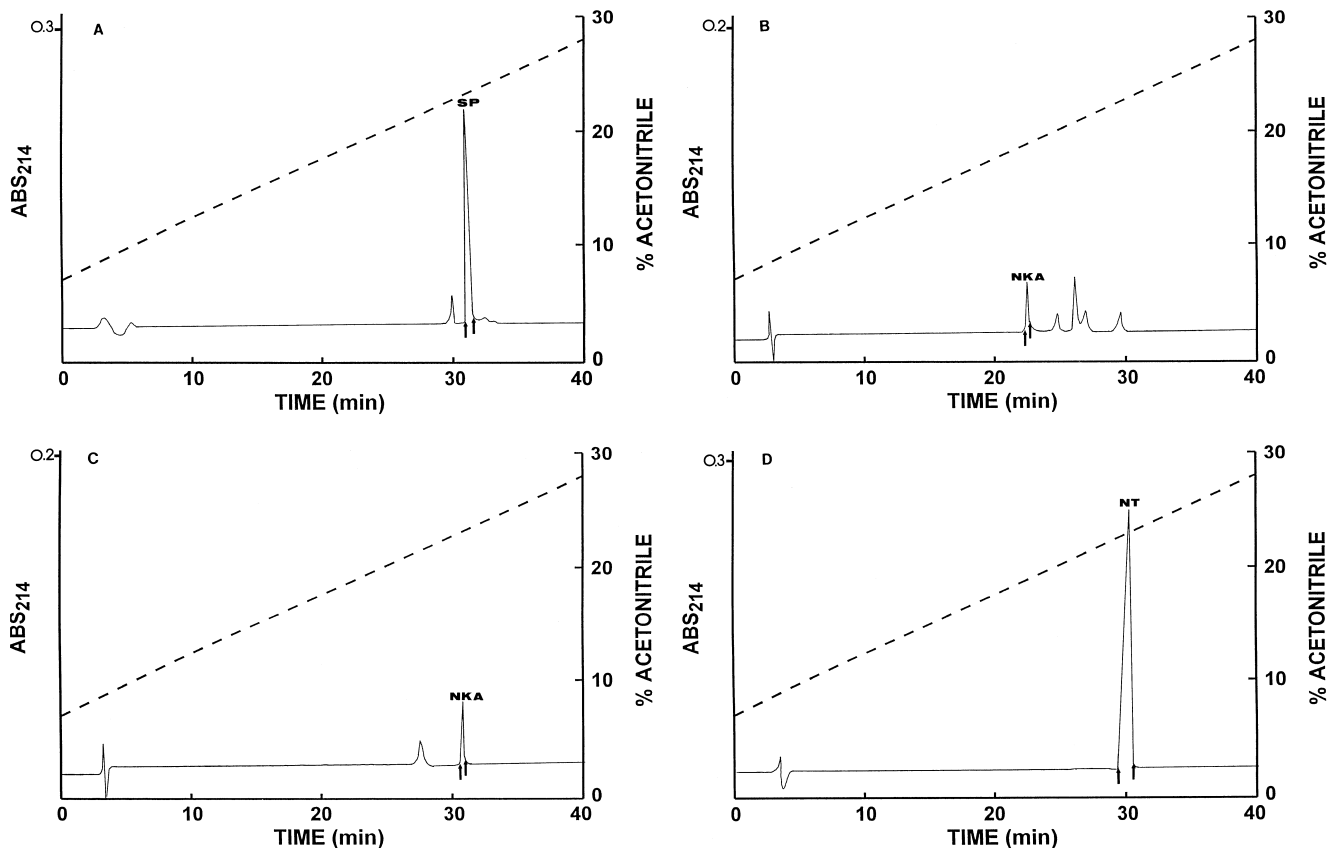 A
0.3
ABS214
SP
30
20
10
0
% ACETONITRILE
0 10 20 30 40
TIME (min)
B
0.2
ABS214
NKA
30
20
10
0
% ACETONITRILE
0 10 20 30 40
TIME (min)
C
0.2
ABS214
NKA
30
20
10
0
% ACETONITRILE
0 10 20 30 40
TIME (min)
D
0.3
ABS214
NT
30
20
10
0
% ACETONITRILE
0 10 20 30 40
TIME (min)